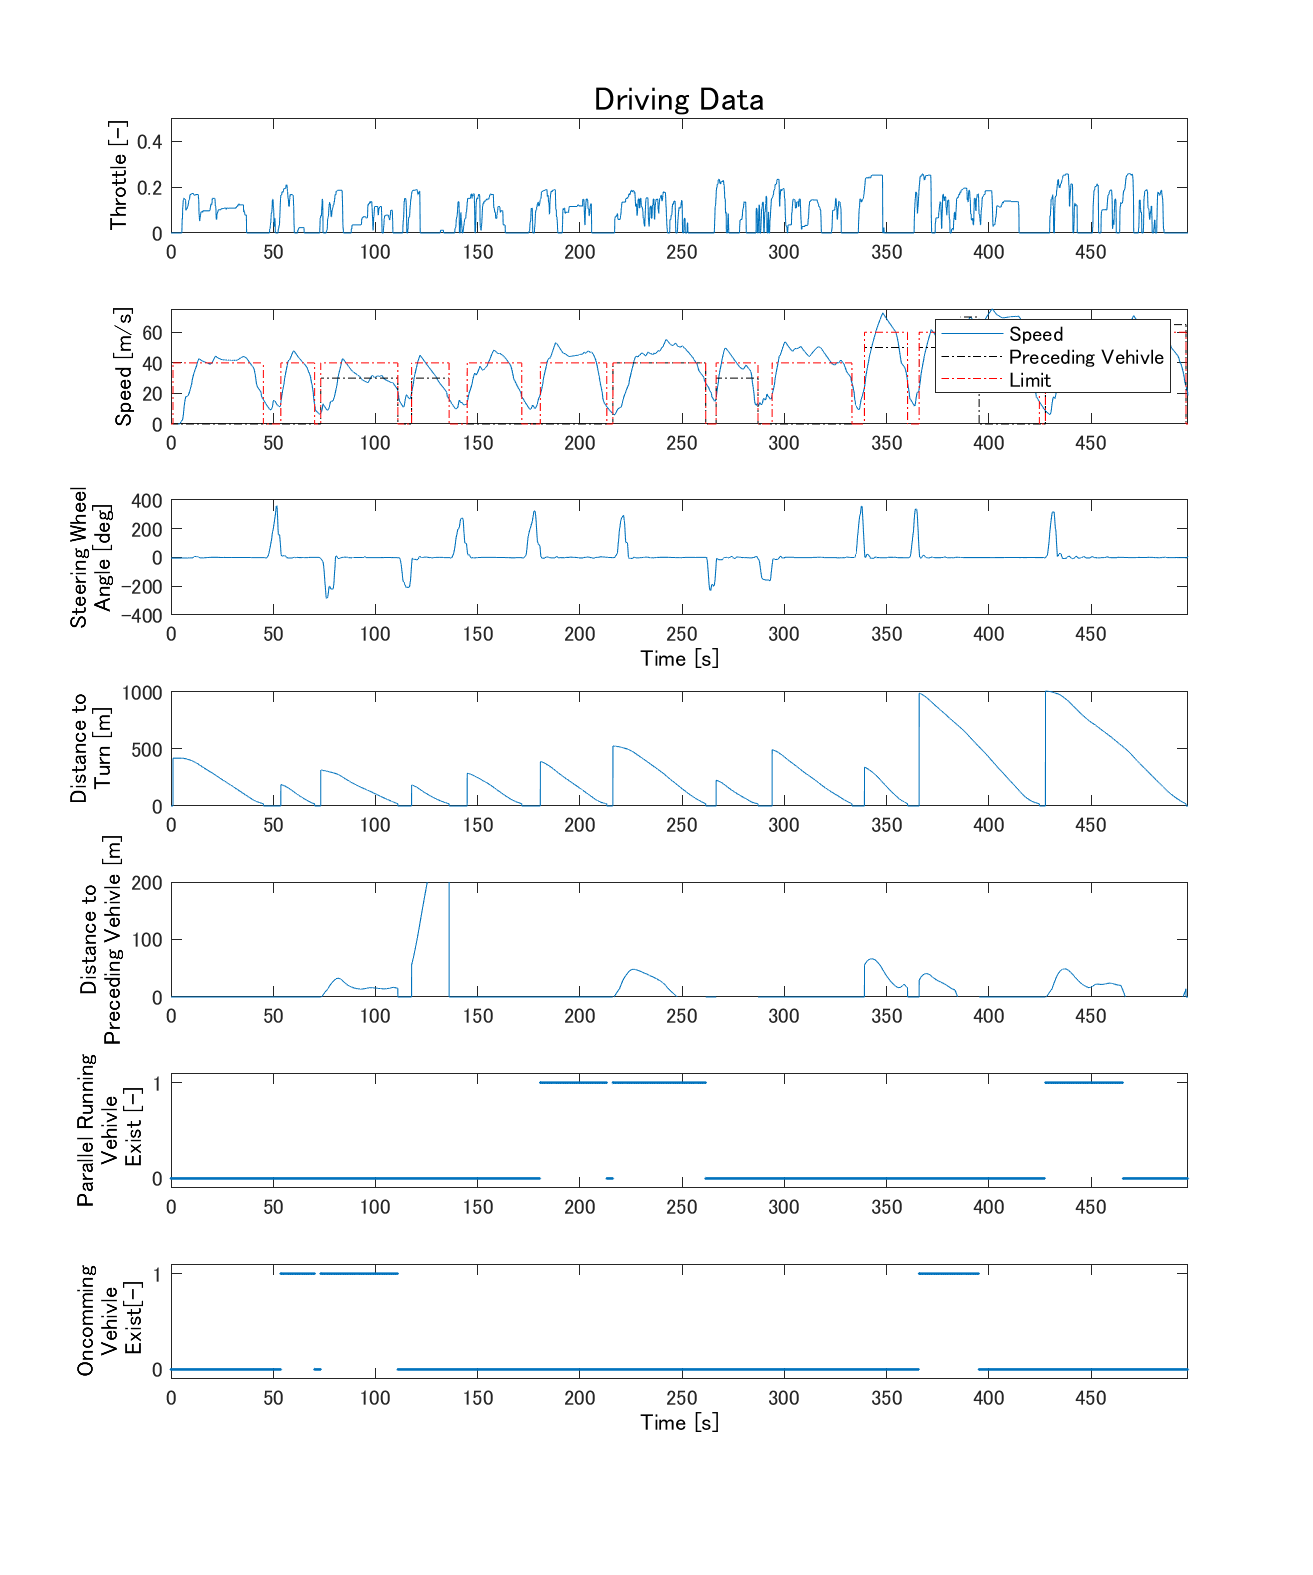 Driving Data
Throttle [-]
0.4
0.2
0
0 50 100 150 200 250 300 350 400 450
Speed [m/s]
60
40
20
0
Speed
Preceding Vehivle
Limit
0 50 100 150 200 250 300 350 400 450
Steering Wheel
Angle [deg]
400
200
0
-200
-400
0 50 100 150 200 250 300 350 400 450
Time [s]
Distance to
Turn [m]
1000
500
0
0 50 100 150 200 250 300 350 400 450
Distance to
Preceding Vehivle [m]
200
100
0
0 50 100 150 200 250 300 350 400 450
Parallel Running
Vehivle
Exist [-]
1
0
0 50 100 150 200 250 300 350 400 450
Oncomming
Vehivle
Exist[-]
1
0
0 50 100 150 200 250 300 350 400 450
Time [s]